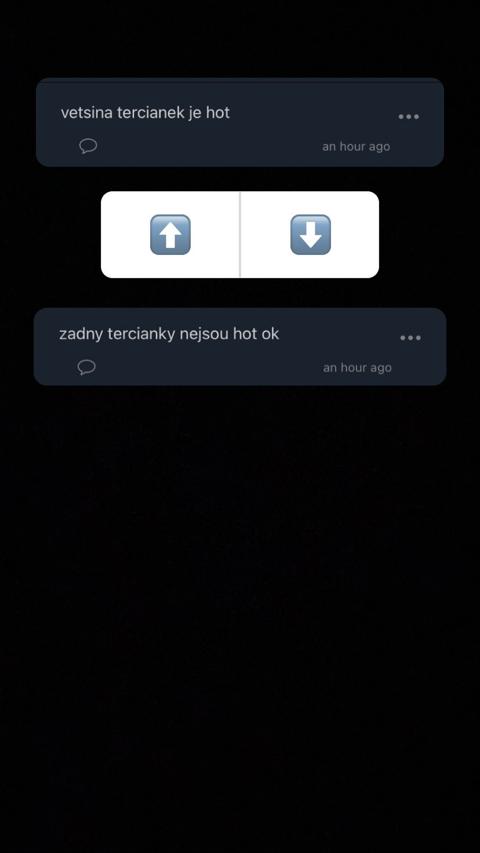 vetsina tercianek je hot
an hour ago
zadny tercianky nejsou hot ok
an hour ago